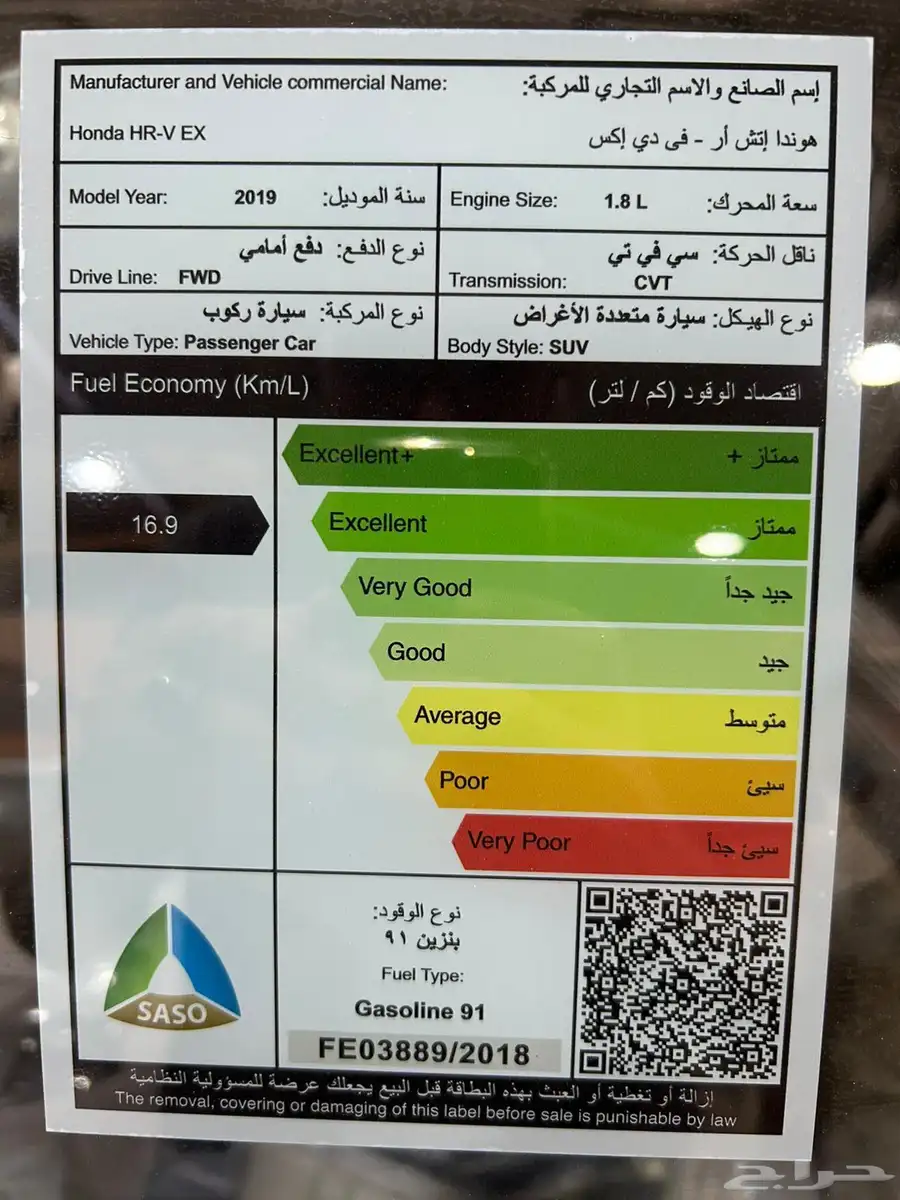 Manufacturer and Vehicle commercial Name: إسم الصانع والاسم التجاري للمركبة:
Honda HR-V EX هوندا إتش أر - فى دي إكس
Model Year: 2019 سنة الموديل:
Engine Size: 1.8 L سعة المحرك:
نوع الدفع: دفع أمامي
Drive Line: FWD
ناقل الحركة: سي في تي
Transmission: CVT
نوع المركبة: سيارة ركوب
Vehicle Type: Passenger Car
نوع الهيكل: سيارة متعددة الأغراض
Body Style: SUV
Fuel Economy (Km/L) اقتصاد الوقود (كم / لتر)
Excellent+ ممتاز +
16.9
Excellent ممتاز
Very Good جيد جداً
Good جيد
Average متوسط
Poor سيئ
Very Poor سيئ جداً
SASO
نوع الوقود:
بنزين ٩١
Fuel Type:
Gasoline 91
FE03889/2018
إزالة أو تغطية أو العبث بهذه البطاقة قبل البيع يجعلك عرضة للمسؤولية النظامية
The removal, covering or damaging of this label before sale is punishable by law
حراج